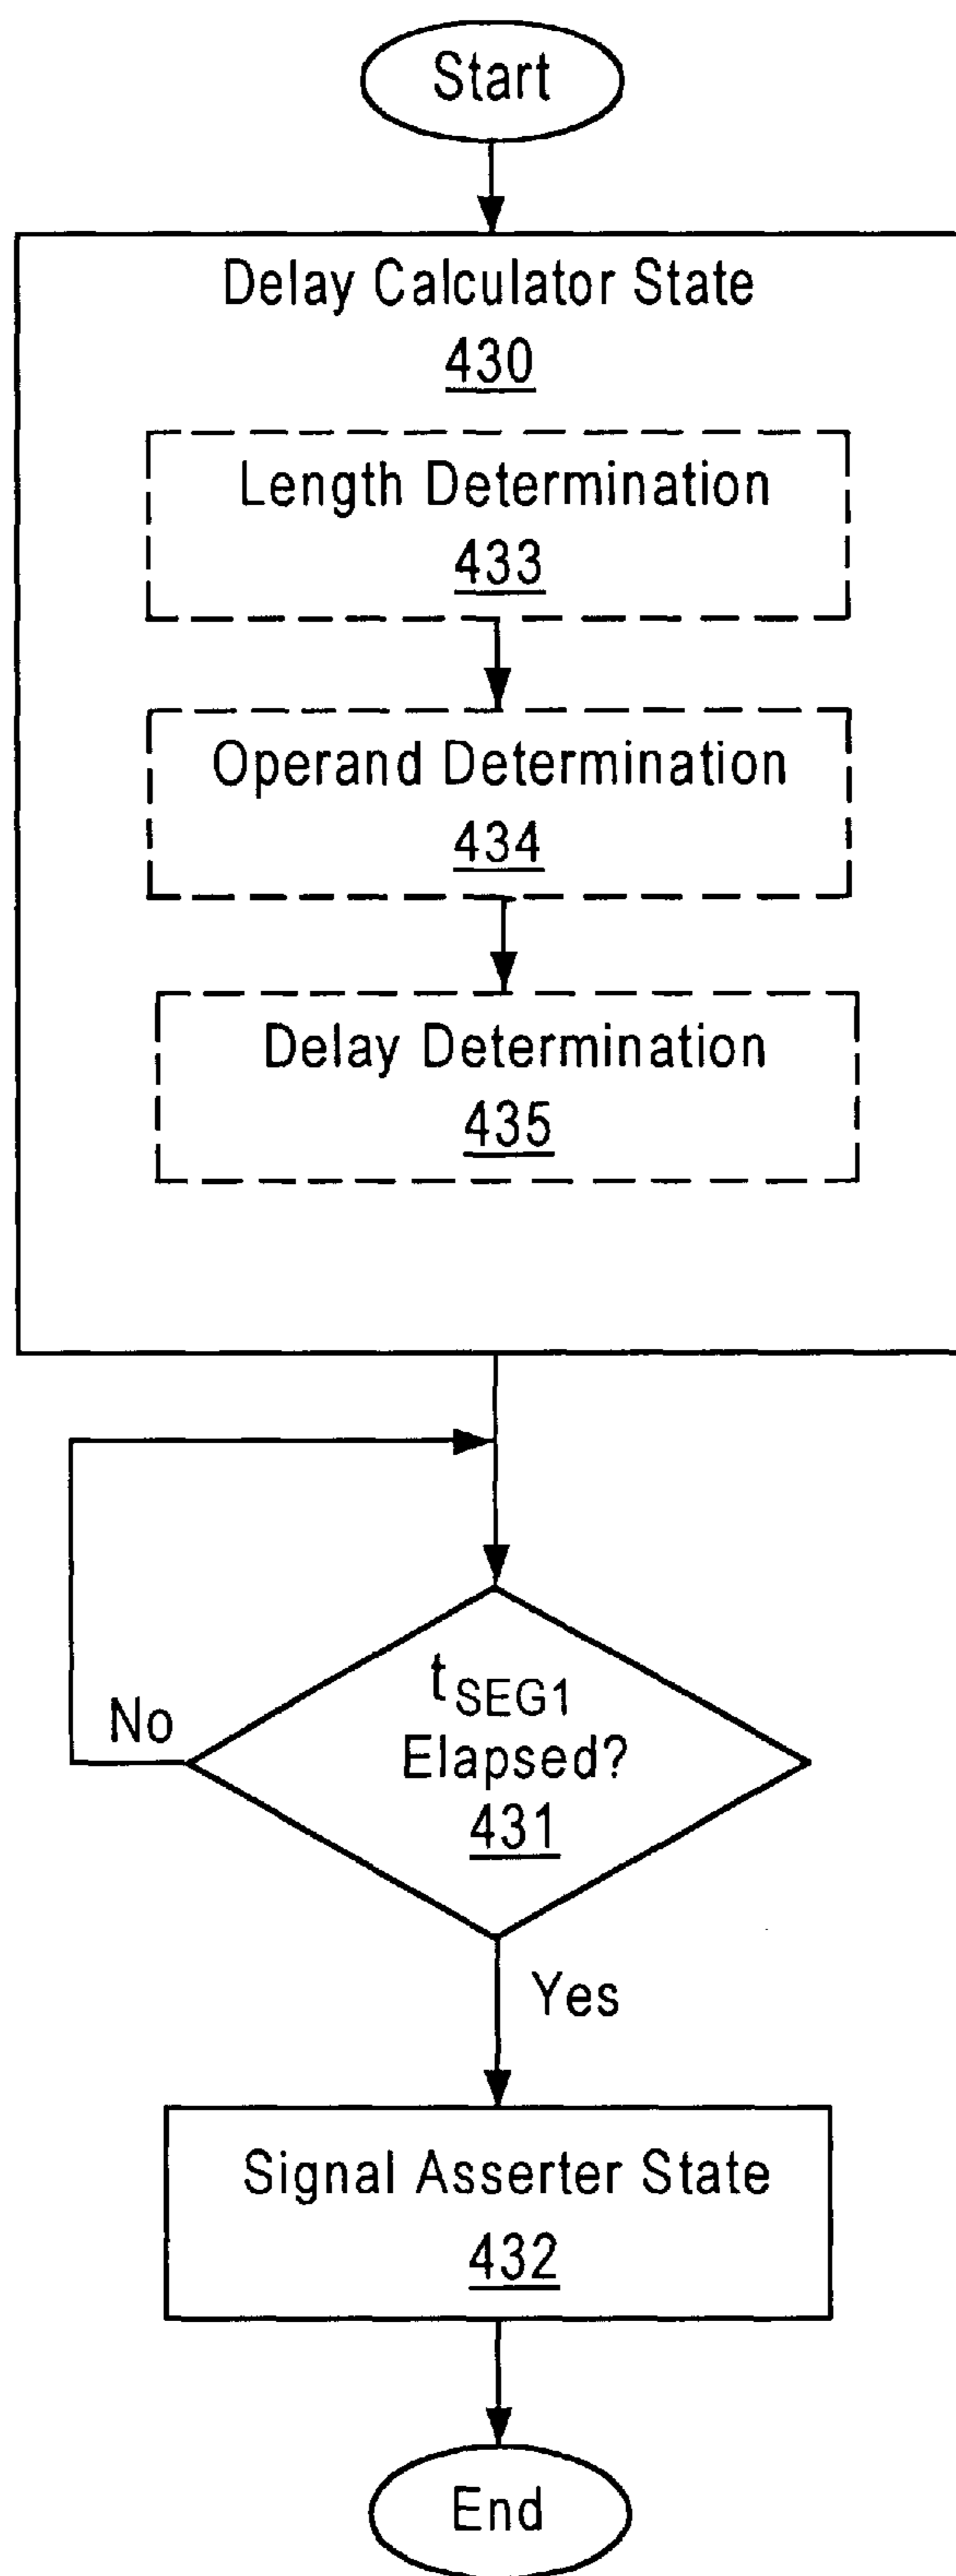 Start
Delay Calculator State
430
Length Determination
433
Operand Determination
434
Delay Determination
435
tSEG1
Elapsed?
431
No
Yes
Signal Asserter State
432
End